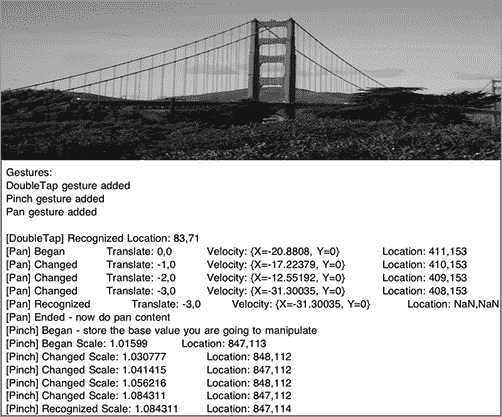 Gestures:
DoubleTap gesture added
Pinch gesture added
Pan gesture added
[DoubleTap] Recognized Location: 83,71
[Pan] Began Translate: 0,0 Velocity: {X=-20.8808, Y=0} Location: 411,153
[Pan] Changed Translate: -1,0 Velocity: {X=-17.22379, Y=0} Location: 410,153
[Pan] Changed Translate: -2,0 Velocity: {X=-12.55192, Y=0} Location: 409,153
[Pan] Changed Translate: -3,0 Velocity: {X=-31.30035, Y=0} Location: 408,153
[Pan] Recognized Translate: -3,0 Velocity: {X=-31.30035, Y=0} Location: NaN,NaN
[Pan] Ended - now do pan content
[Pinch] Began - store the base value you are going to manipulate
[Pinch] Began Scale: 1.01599 Location: 847,113
[Pinch] Changed Scale: 1.030777 Location: 848,112
[Pinch] Changed Scale: 1.041415 Location: 847,112
[Pinch] Changed Scale: 1.056216 Location: 848,112
[Pinch] Changed Scale: 1.084311 Location: 847,112
[Pinch] Recognized Scale: 1.084311 Location: 847,114